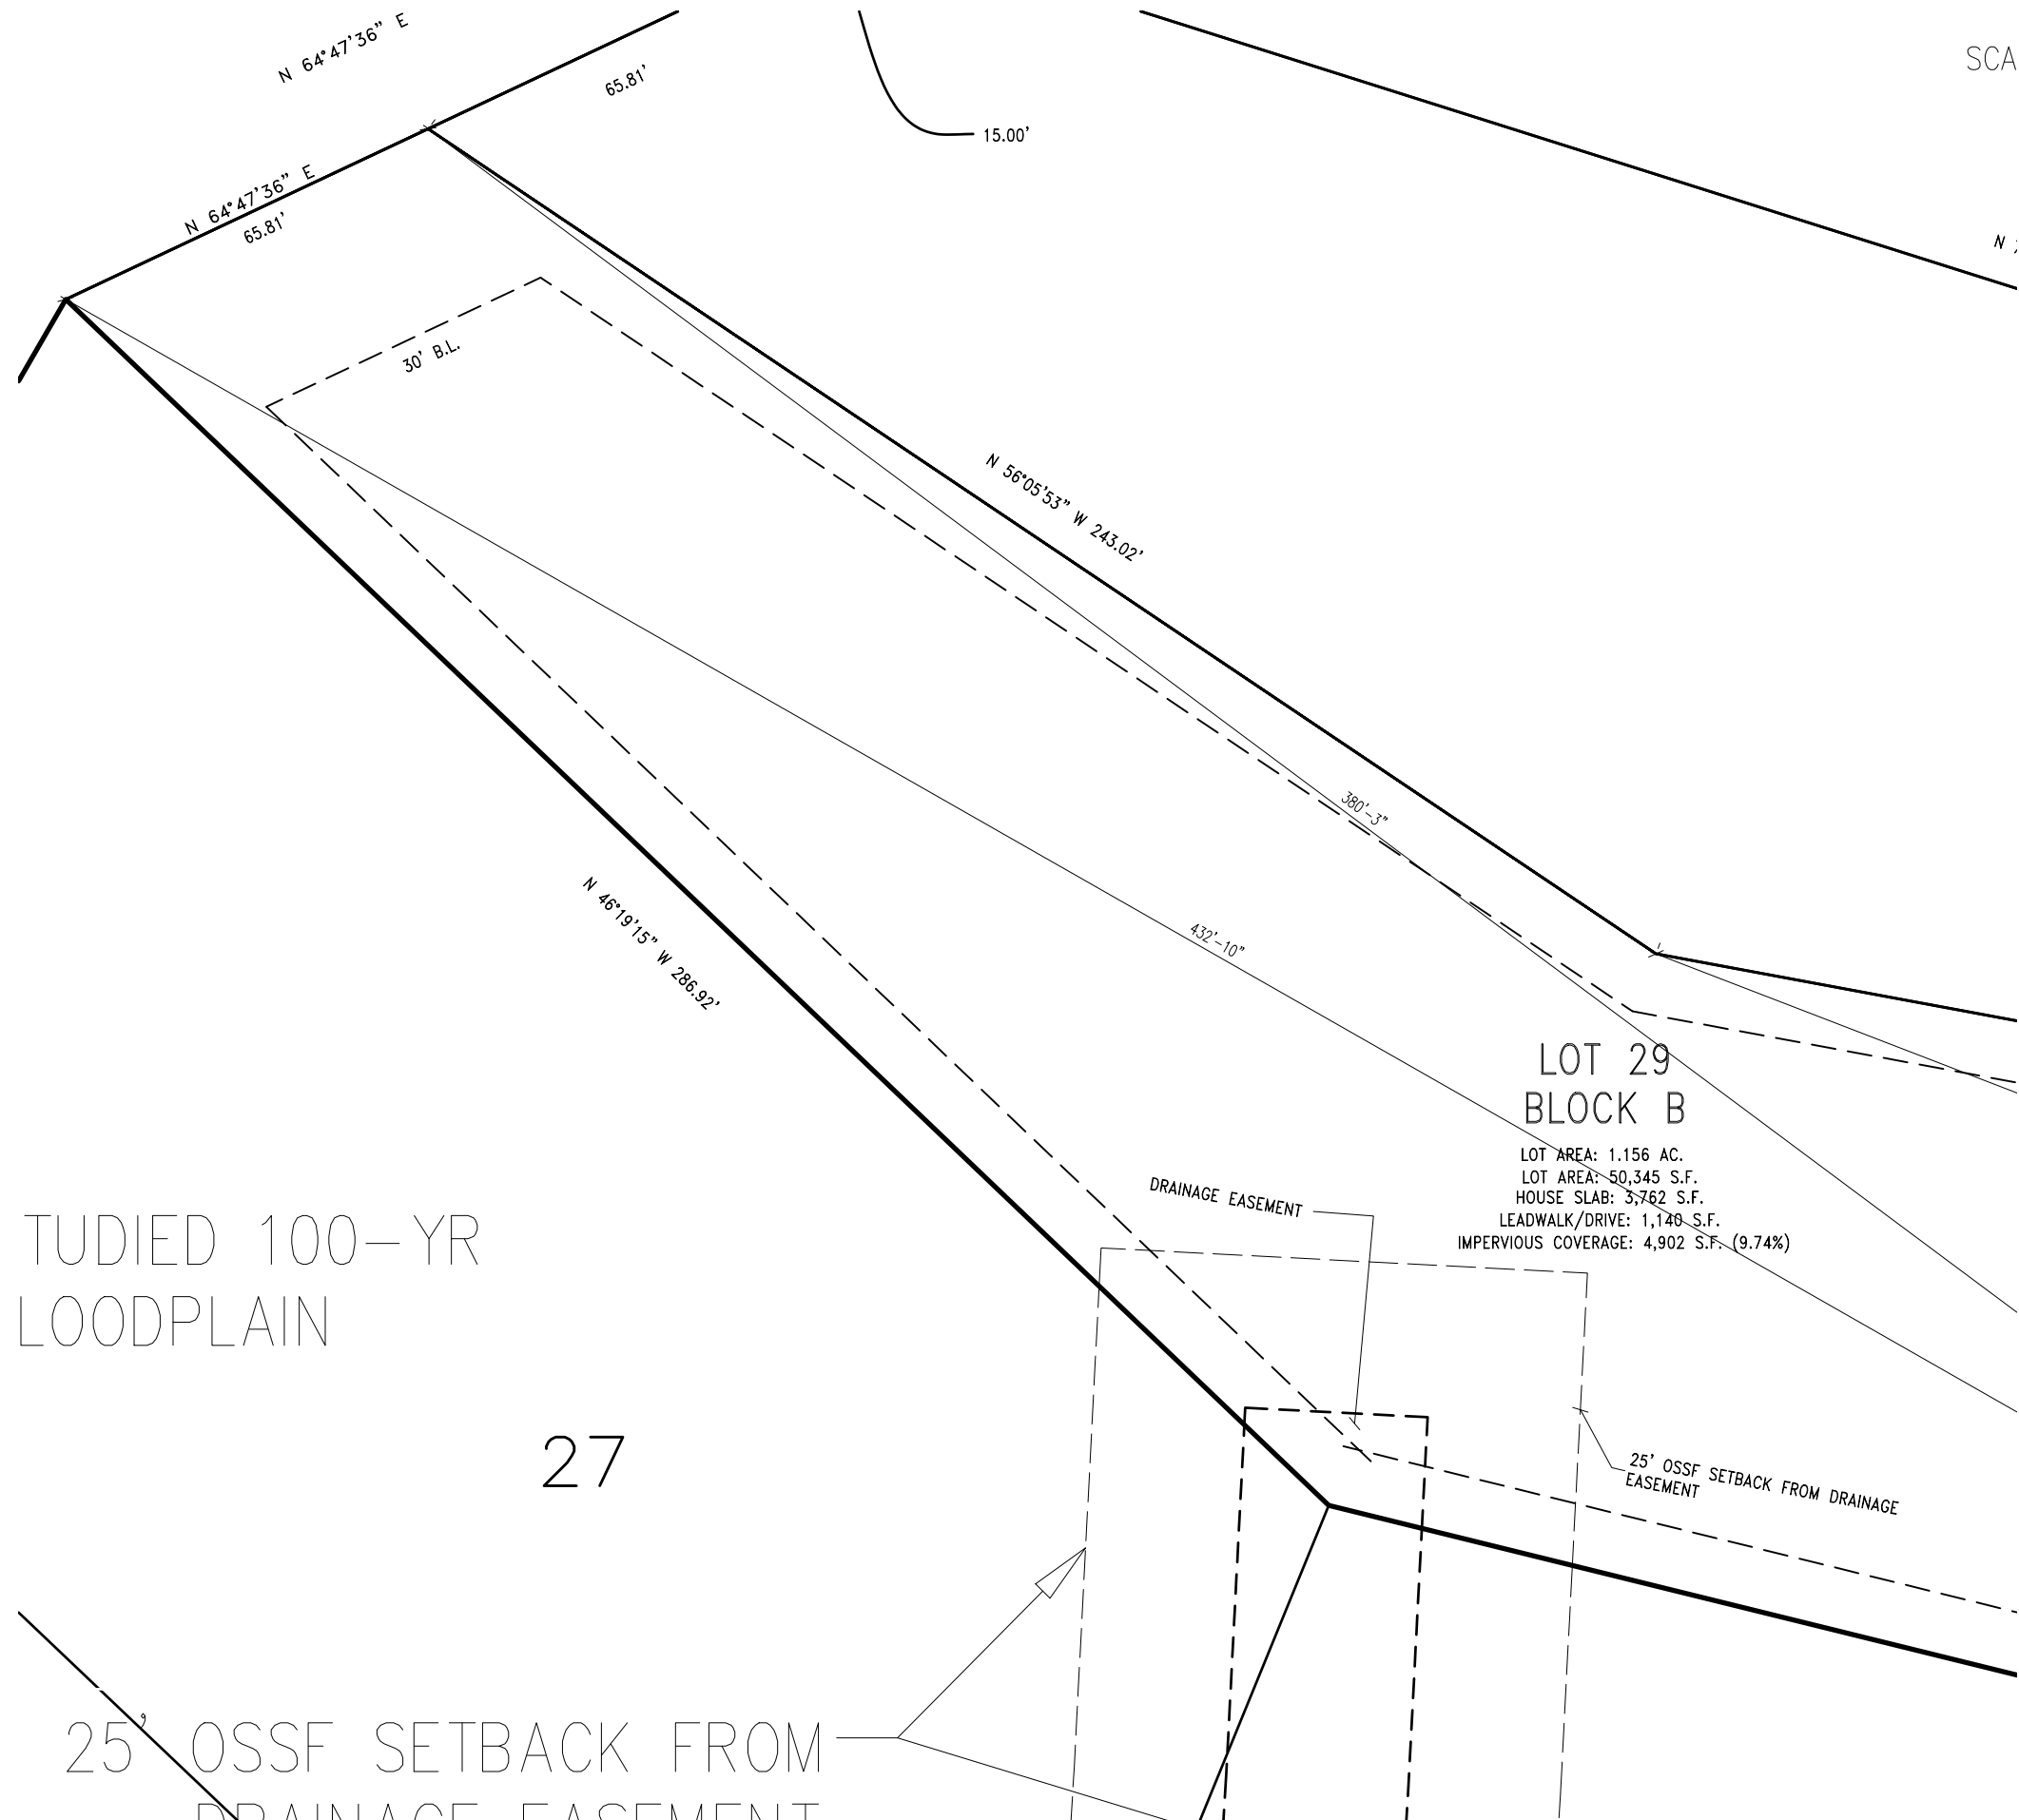 N 64°47'36" E
65.81'
15.00'
SCA
N 64°47'36" E
65.81'
N
30' B.L.
N 56°05'53" W 243.02'
380'-3"
N 46°19'15" W 286.92'
432'-10"
LOT 29
BLOCK B
LOT AREA: 1.156 AC.
LOT AREA: 50,345 S.F.
HOUSE SLAB: 3,762 S.F.
LEADWALK/DRIVE: 1,140 S.F.
IMPERVIOUS COVERAGE: 4,902 S.F. (9.74%)
DRAINAGE EASEMENT
TUDIED 100-YR
LOODPLAIN
27
25' OSSF SETBACK FROM DRAINAGE
EASEMENT
25' OSSF SETBACK FROM
DRAINAGE EASEMENT